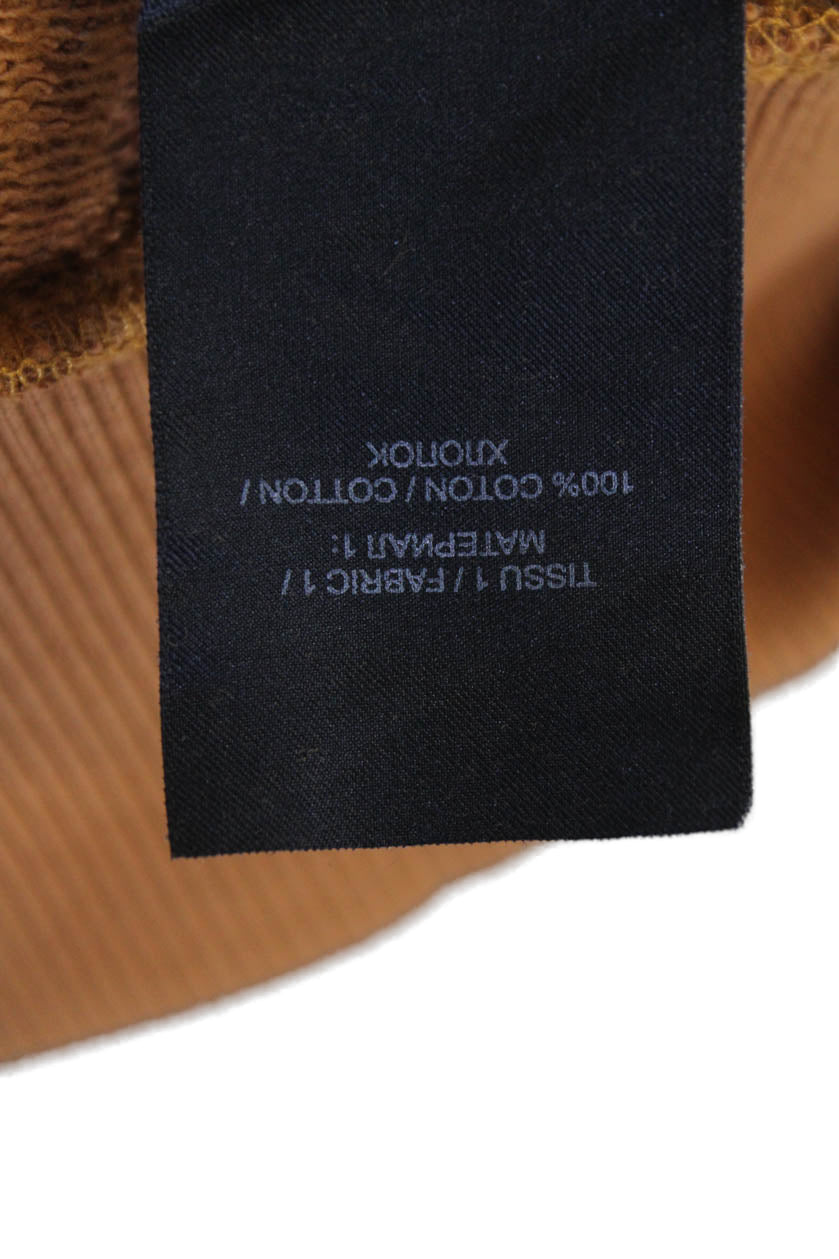 TISSU 1 / FABRIC 1 /
МАТЕРИАЛ 1:
100% COTON / COTTON /
ХЛОПОК